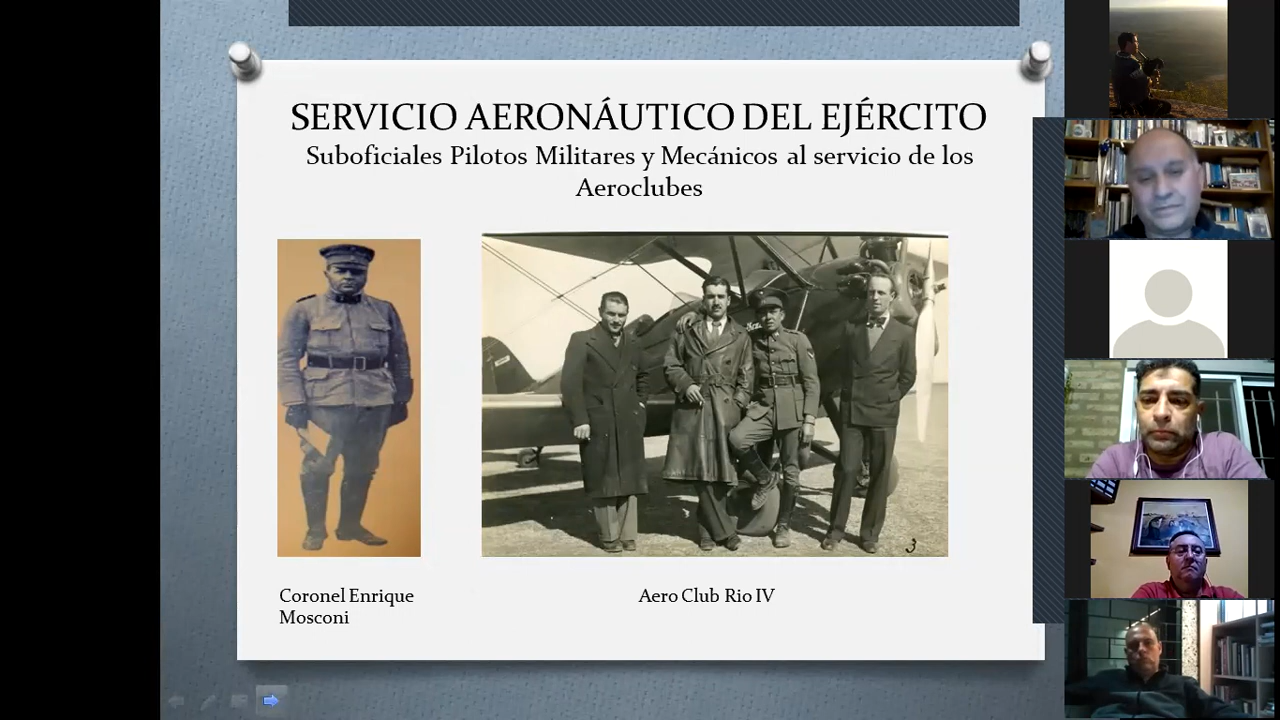 SERVICIO AERONÁUTICO DEL EJÉRCITO
Suboficiales Pilotos Militares y Mecánicos al servicio de los
Aeroclubes
3
Coronel Enrique
Mosconi
Aero Club Rio IV